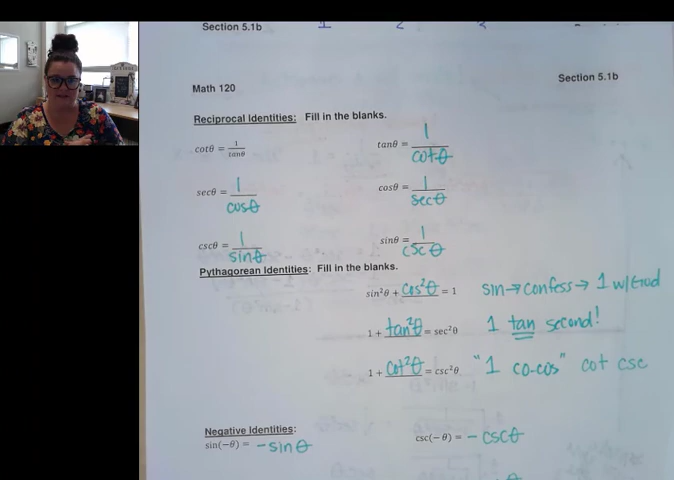 Section 5.1b
Math 120 Section 5.1b
Reciprocal Identities: Fill in the blanks.
cotθ = 1/tanθ tanθ = 1/cotθ
secθ = 1/cosθ cosθ = 1/secθ
cscθ = 1/sinθ sinθ = 1/cscθ
Pythagorean Identities: Fill in the blanks.
sin²θ + cos²θ = 1 sin→confess→1 w/God
1 + tan²θ = sec²θ 1 tan second!
1 + cot²θ = csc²θ "1 co-cos" cot csc
Negative Identities:
sin(−θ) = -sinθ csc(−θ) = -cscθ